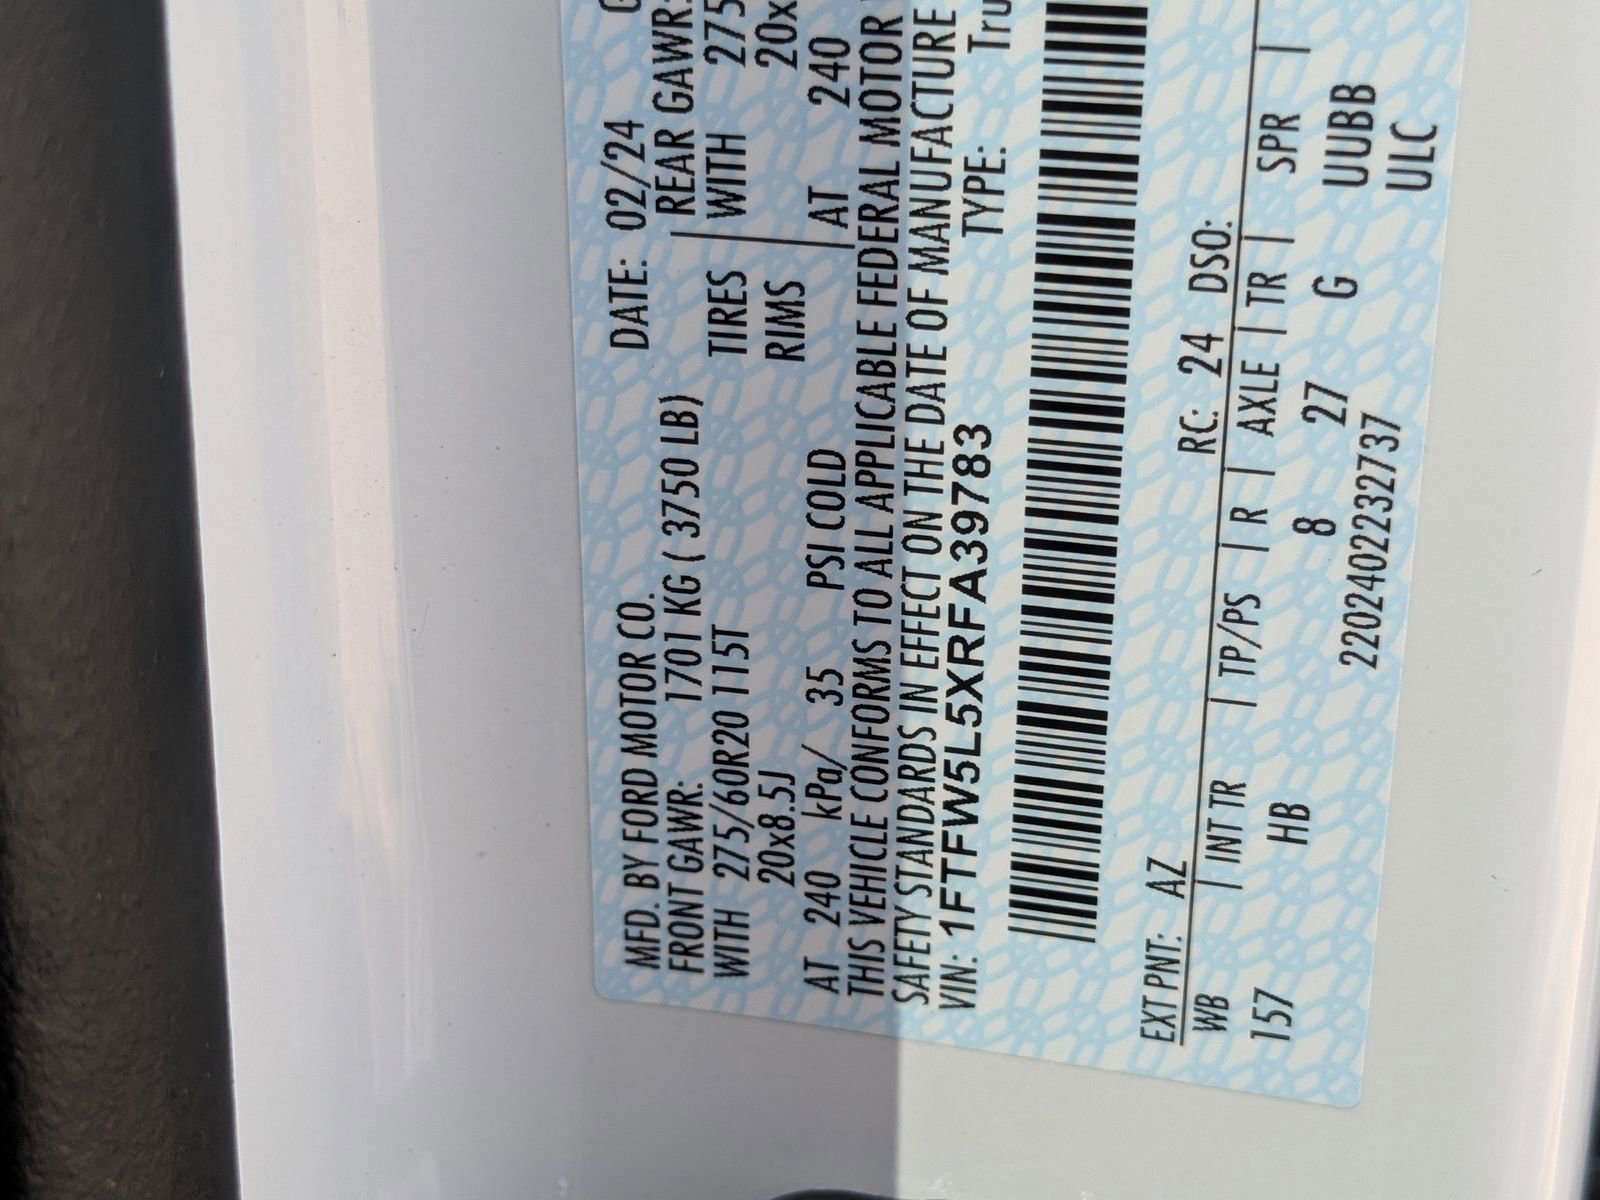 MFD. BY FORD MOTOR CO.
DATE: 02/24
FRONT GAWR: 1701 KG ( 3750 LB)
REAR GAWR:
WITH 275/60R20 115T TIRES WITH 275
20x8.5J RIMS 20x
AT 240 kPa/ 35 PSI COLD AT 240
THIS VEHICLE CONFORMS TO ALL APPLICABLE FEDERAL MOTOR
SAFETY STANDARDS IN EFFECT ON THE DATE OF MANUFACTURE
VIN: 1FTFW5L5XRFA39783 TYPE: Tru
EXT PNT: AZ RC: 24 DSO:
WB | INT TR | TP/PS | R | AXLE | TR | SPR |
157 HB 8 27 G UUBB
2202402232737 ULC